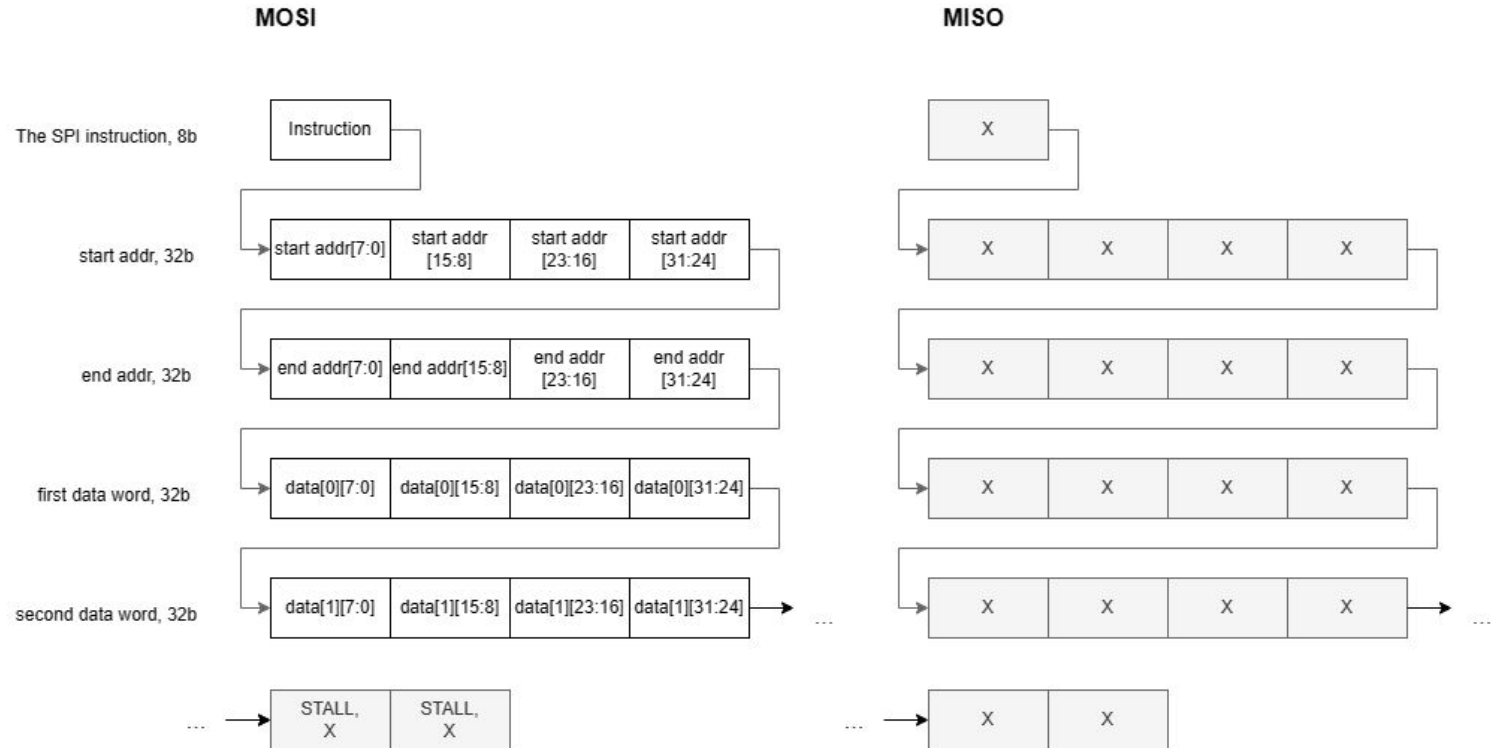 MOSI
MISO
The SPI instruction, 8b
Instruction
X
start addr, 32b
start addr[7:0]
start addr
[15:8]
start addr
[23:16]
start addr
[31:24]
X
X
X
X
end addr, 32b
end addr[7:0]
end addr[15:8]
end addr
[23:16]
end addr
[31:24]
X
X
X
X
first data word, 32b
data[0][7:0]
data[0][15:8]
data[0][23:16]
data[0][31:24]
X
X
X
X
second data word, 32b
data[1][7:0]
data[1][15:8]
data[1][23:16]
data[1][31:24]
...
X
X
X
X
...
...
STALL,
X
STALL,
X
...
X
X